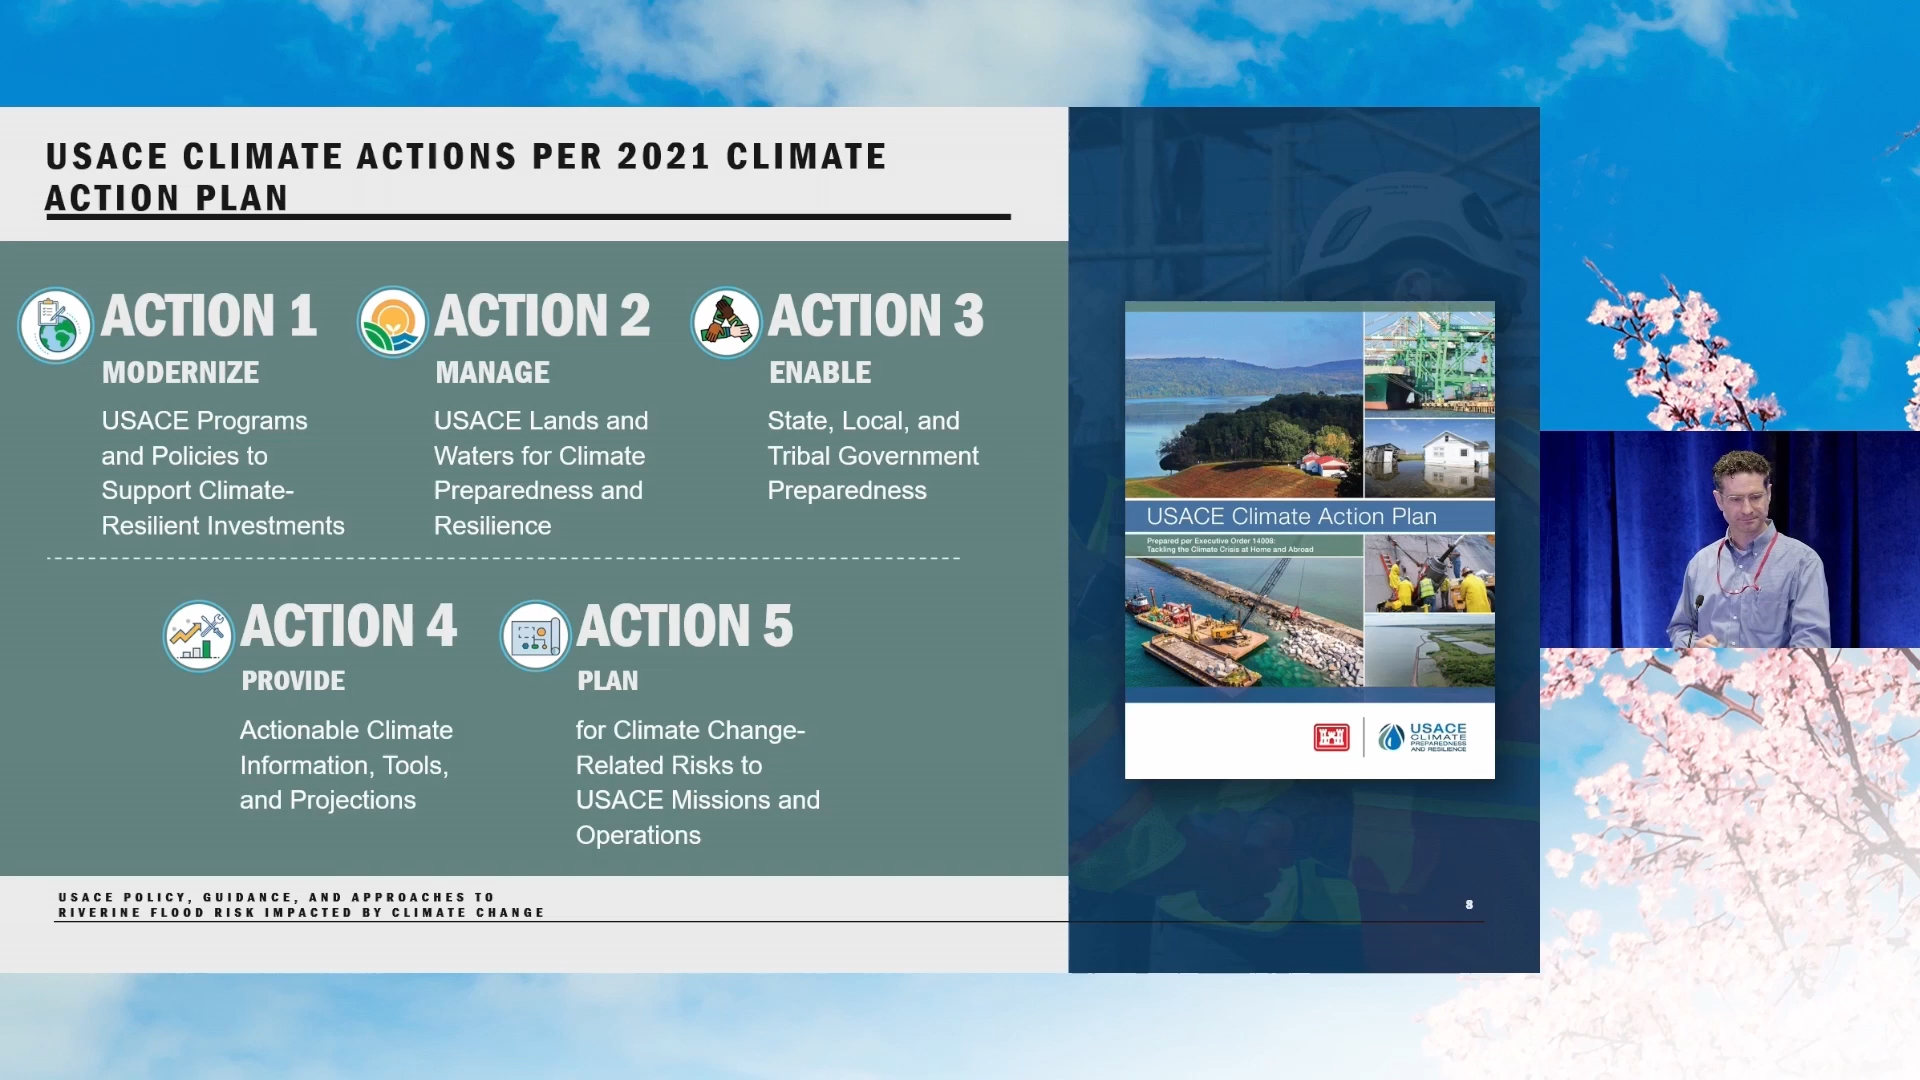 USACE CLIMATE ACTIONS PER 2021 CLIMATE
ACTION PLAN
ACTION 1
MODERNIZE
USACE Programs
and Policies to
Support Climate-
Resilient Investments
ACTION 2
MANAGE
USACE Lands and
Waters for Climate
Preparedness and
Resilience
ACTION 3
ENABLE
State, Local, and
Tribal Government
Preparedness
ACTION 4
PROVIDE
Actionable Climate
Information, Tools,
and Projections
ACTION 5
PLAN
for Climate Change-
Related Risks to
USACE Missions and
Operations
USACE Climate Action Plan
Prepared per Executive Order 14008:
Tackling the Climate Crisis at Home and Abroad
USACE
CLIMATE
PREPAREDNESS
AND RESILIENCE
USACE POLICY, GUIDANCE, AND APPROACHES TO
RIVERINE FLOOD RISK IMPACTED BY CLIMATE CHANGE
8